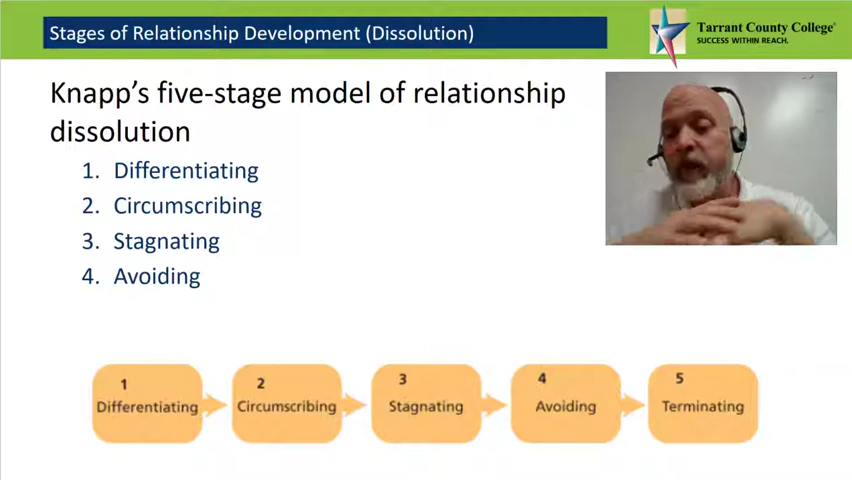 Stages of Relationship Development (Dissolution)
Tarrant County College®
SUCCESS WITHIN REACH.
Knapp's five-stage model of relationship
dissolution
1. Differentiating
2. Circumscribing
3. Stagnating
4. Avoiding
1
Differentiating
2
Circumscribing
3
Stagnating
4
Avoiding
5
Terminating